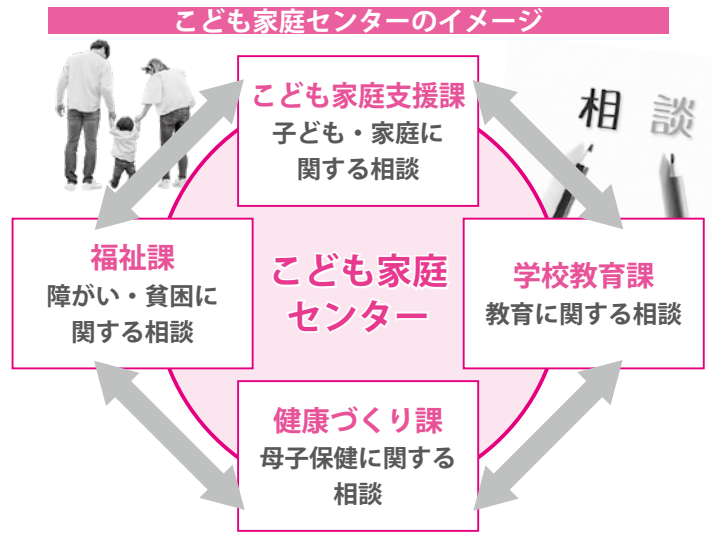 こども家庭センターのイメージ
こども家庭支援課
子ども・家庭に
関する相談
相談
福祉課
障がい・貧困に
関する相談
こども家庭
センター
学校教育課
教育に関する相談
健康づくり課
母子保健に関する
相談